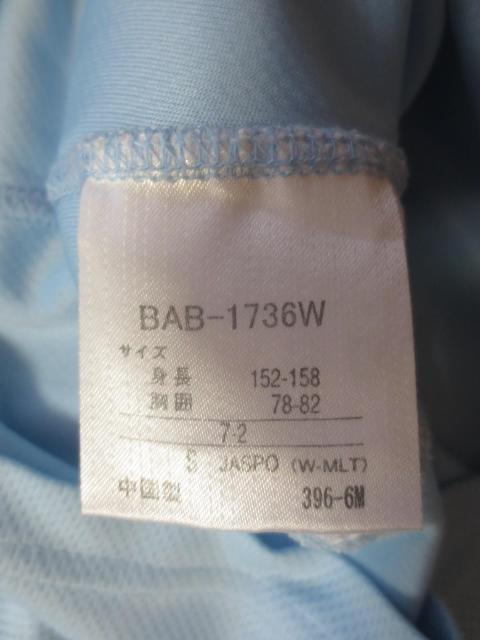 BAB-1736W
サイズ
身長 152-158
胸囲 78-82
7-2
S JASPO (W-MLT)
中国製 396-6M